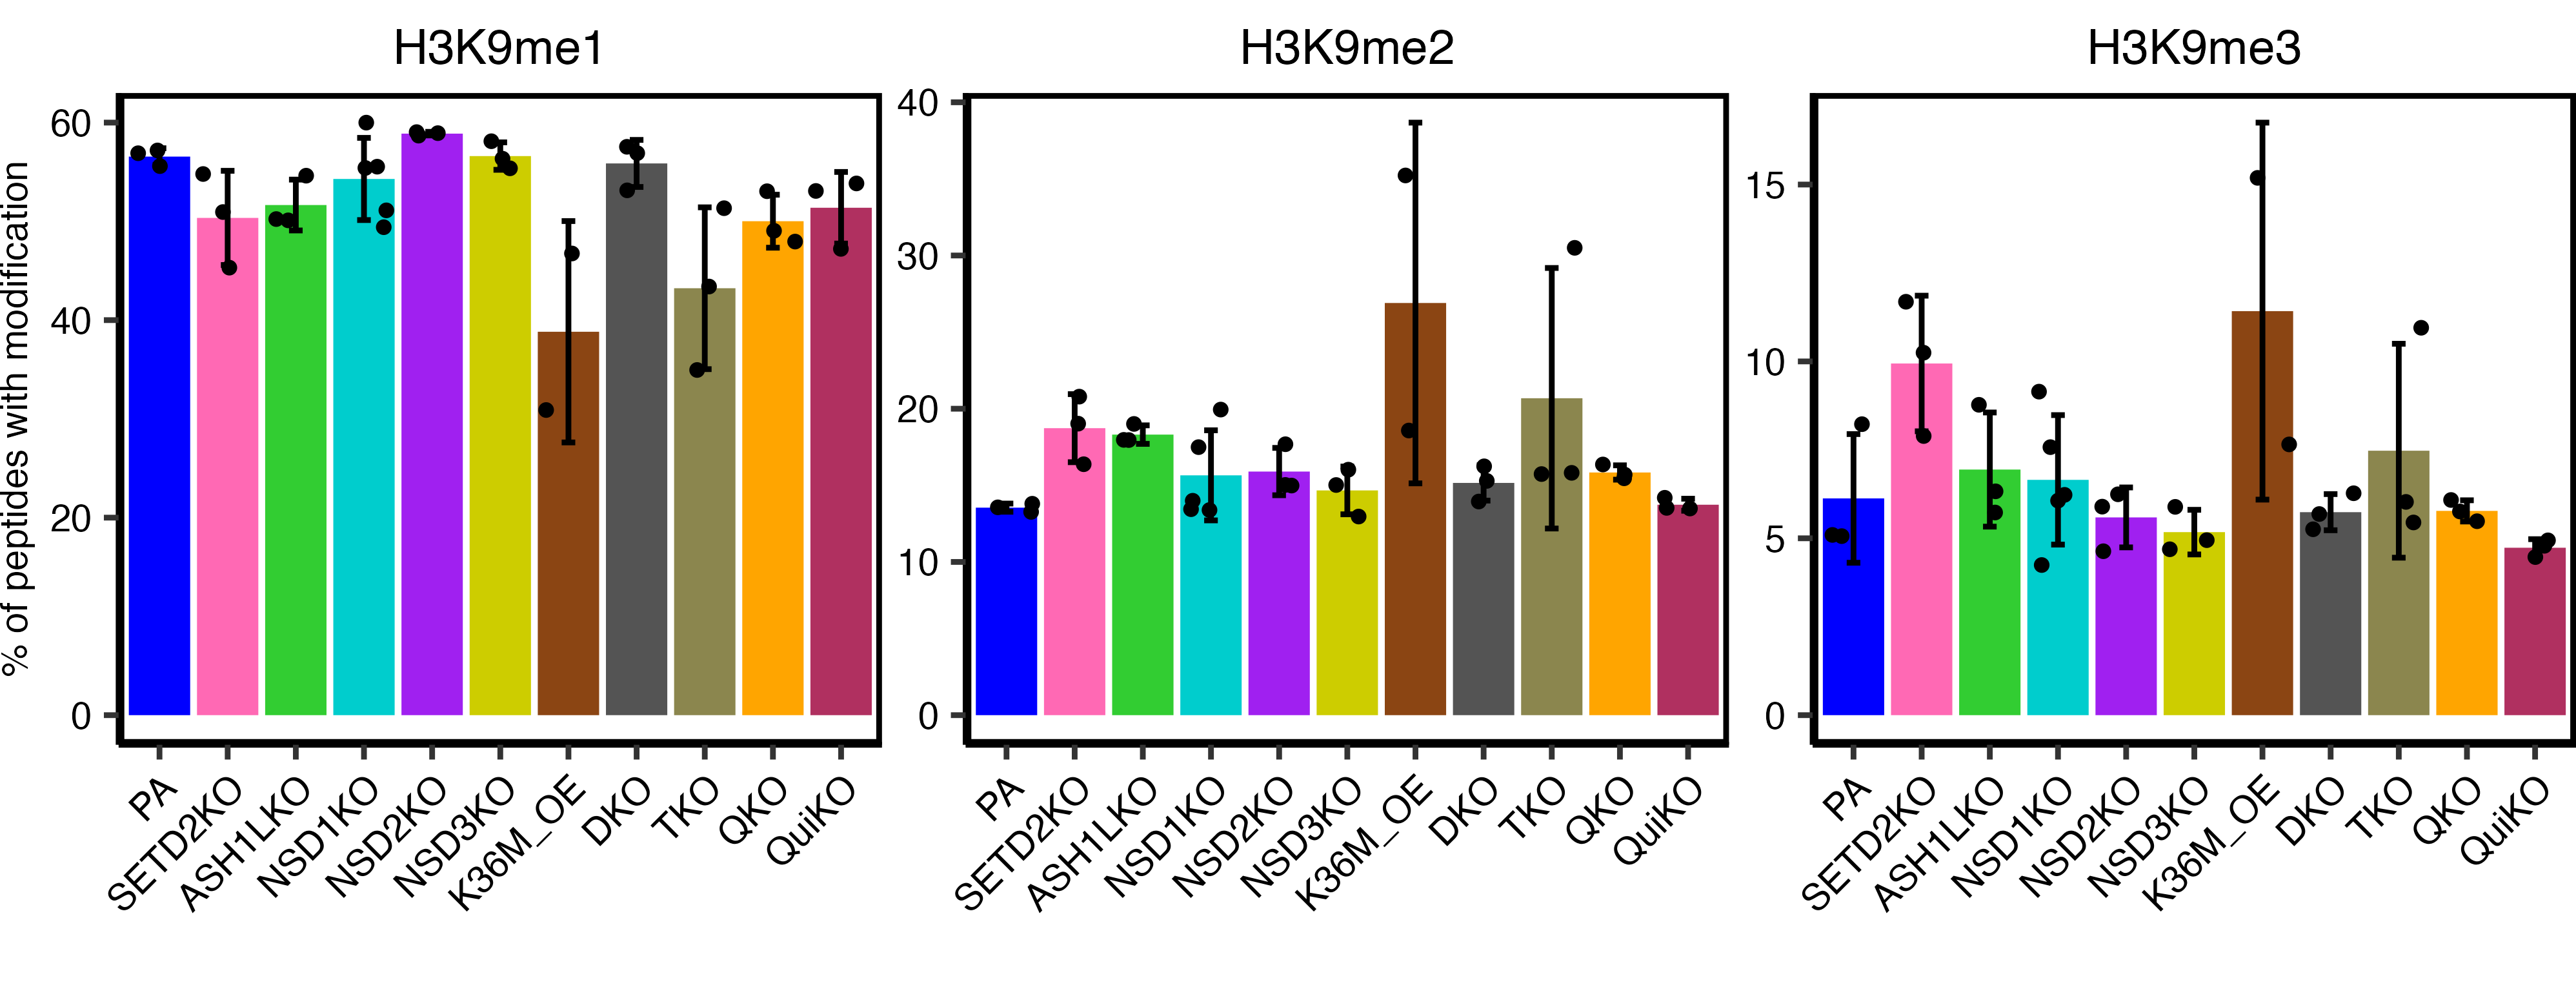 H3K9me1
H3K9me2
H3K9me3
% of peptides with modification
60
40
20
0
40
30
20
10
0
15
10
5
0
PA
SETD2KO
ASH1LKO
NSD1KO
NSD2KO
NSD3KO
K36M_OE
DKO
TKO
QKO
QuiKO
PA
SETD2KO
ASH1LKO
NSD1KO
NSD2KO
NSD3KO
K36M_OE
DKO
TKO
QKO
QuiKO
PA
SETD2KO
ASH1LKO
NSD1KO
NSD2KO
NSD3KO
K36M_OE
DKO
TKO
QKO
QuiKO